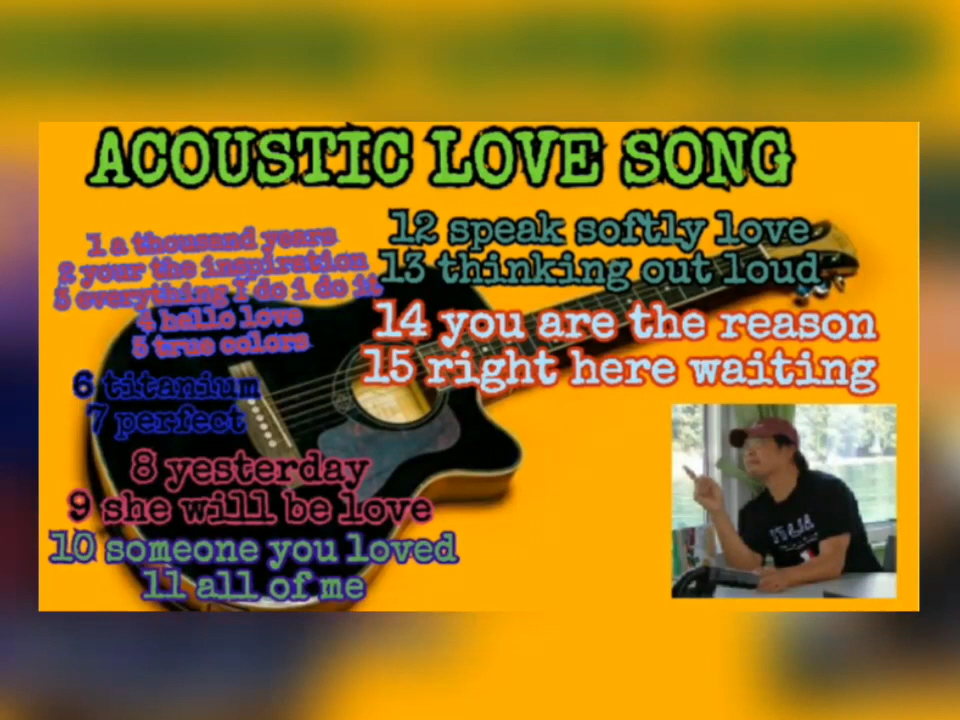 ACOUSTIC LOVE SONG
1 a thousand years
2 your the inspiration
3 everything I do i do it
4 hallo love
5 true colors
6 titanium
7 perfect
8 yesterday
9 she will be love
10 someone you loved
11 all of me
12 speak softly love
13 thinking out loud
14 you are the reason
15 right here waiting